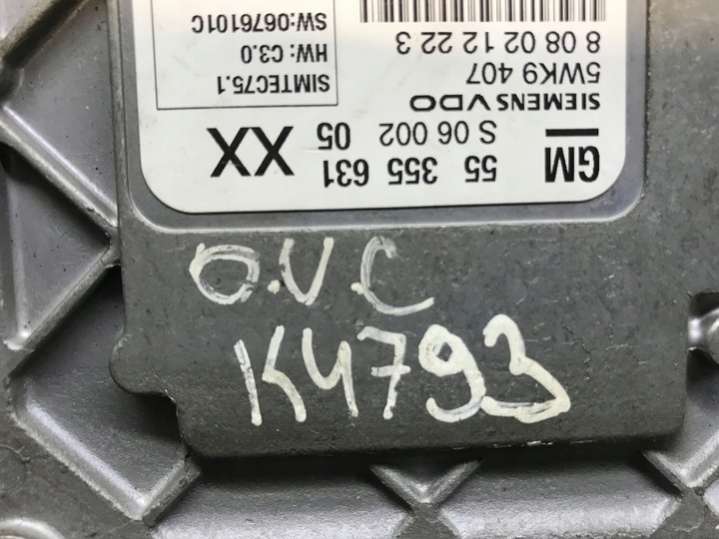 GM 55 355 631 XX
S 06 002 05
SIEMENS VDO
5WK9 407
8 08 02 12 22 3
SIMTEC75.1
HW: C3.0
SW:0676101C
O.V.C
K4793